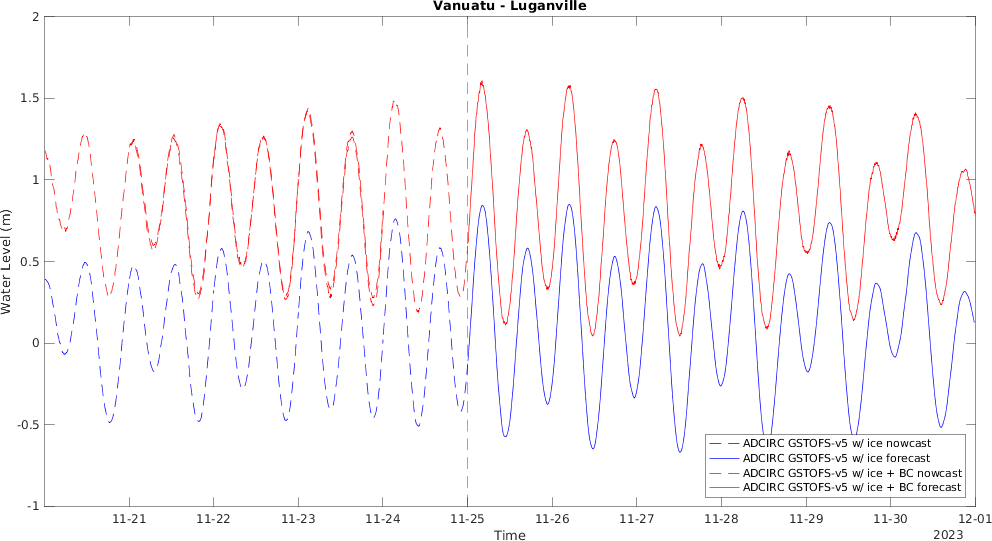 Vanuatu - Luganville
Water Level (m)
2
1.5
1
0.5
0
-0.5
-1
ADCIRC GSTOFS-v5 w/ ice nowcast
ADCIRC GSTOFS-v5 w/ ice forecast
ADCIRC GSTOFS-v5 w/ ice + BC nowcast
ADCIRC GSTOFS-v5 w/ ice + BC forecast
11-21 11-22 11-23 11-24 11-25 11-26 11-27 11-28 11-29 11-30 12-01
Time
2023